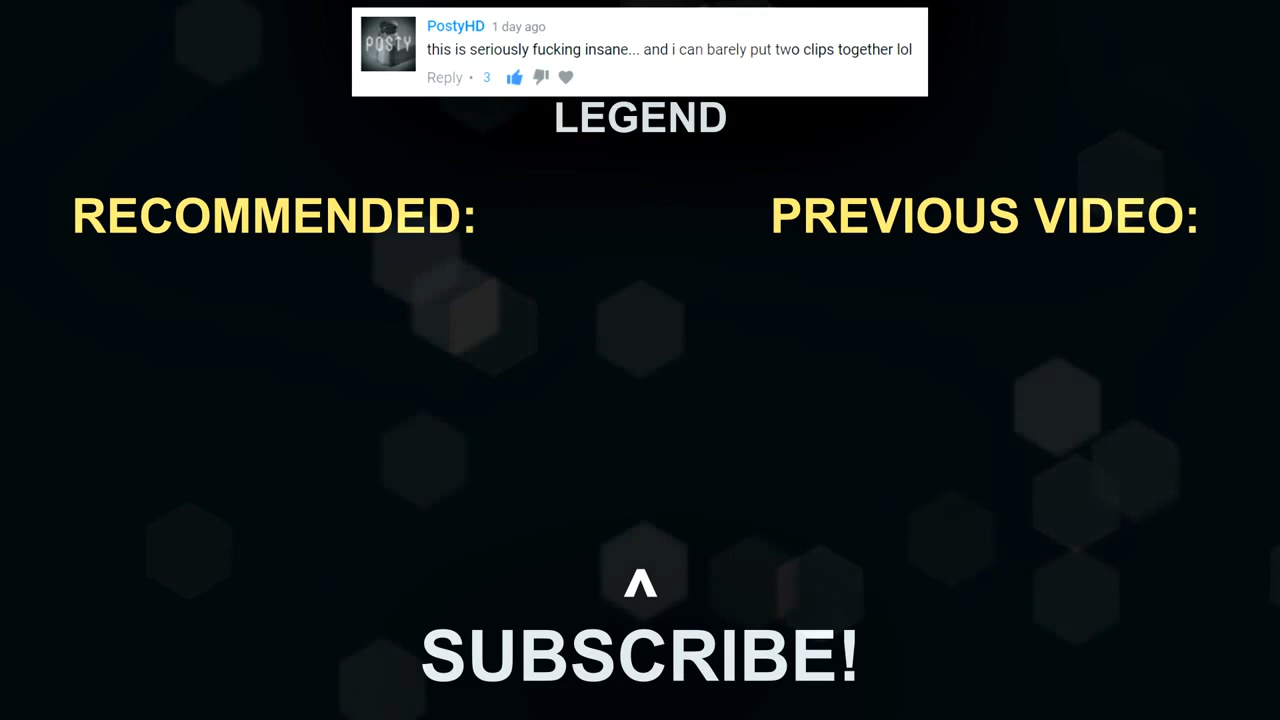 POSTY
PostyHD 1 day ago
this is seriously fucking insane... and i can barely put two clips together lol
Reply • 3
LEGEND
RECOMMENDED:
PREVIOUS VIDEO:
^
SUBSCRIBE!